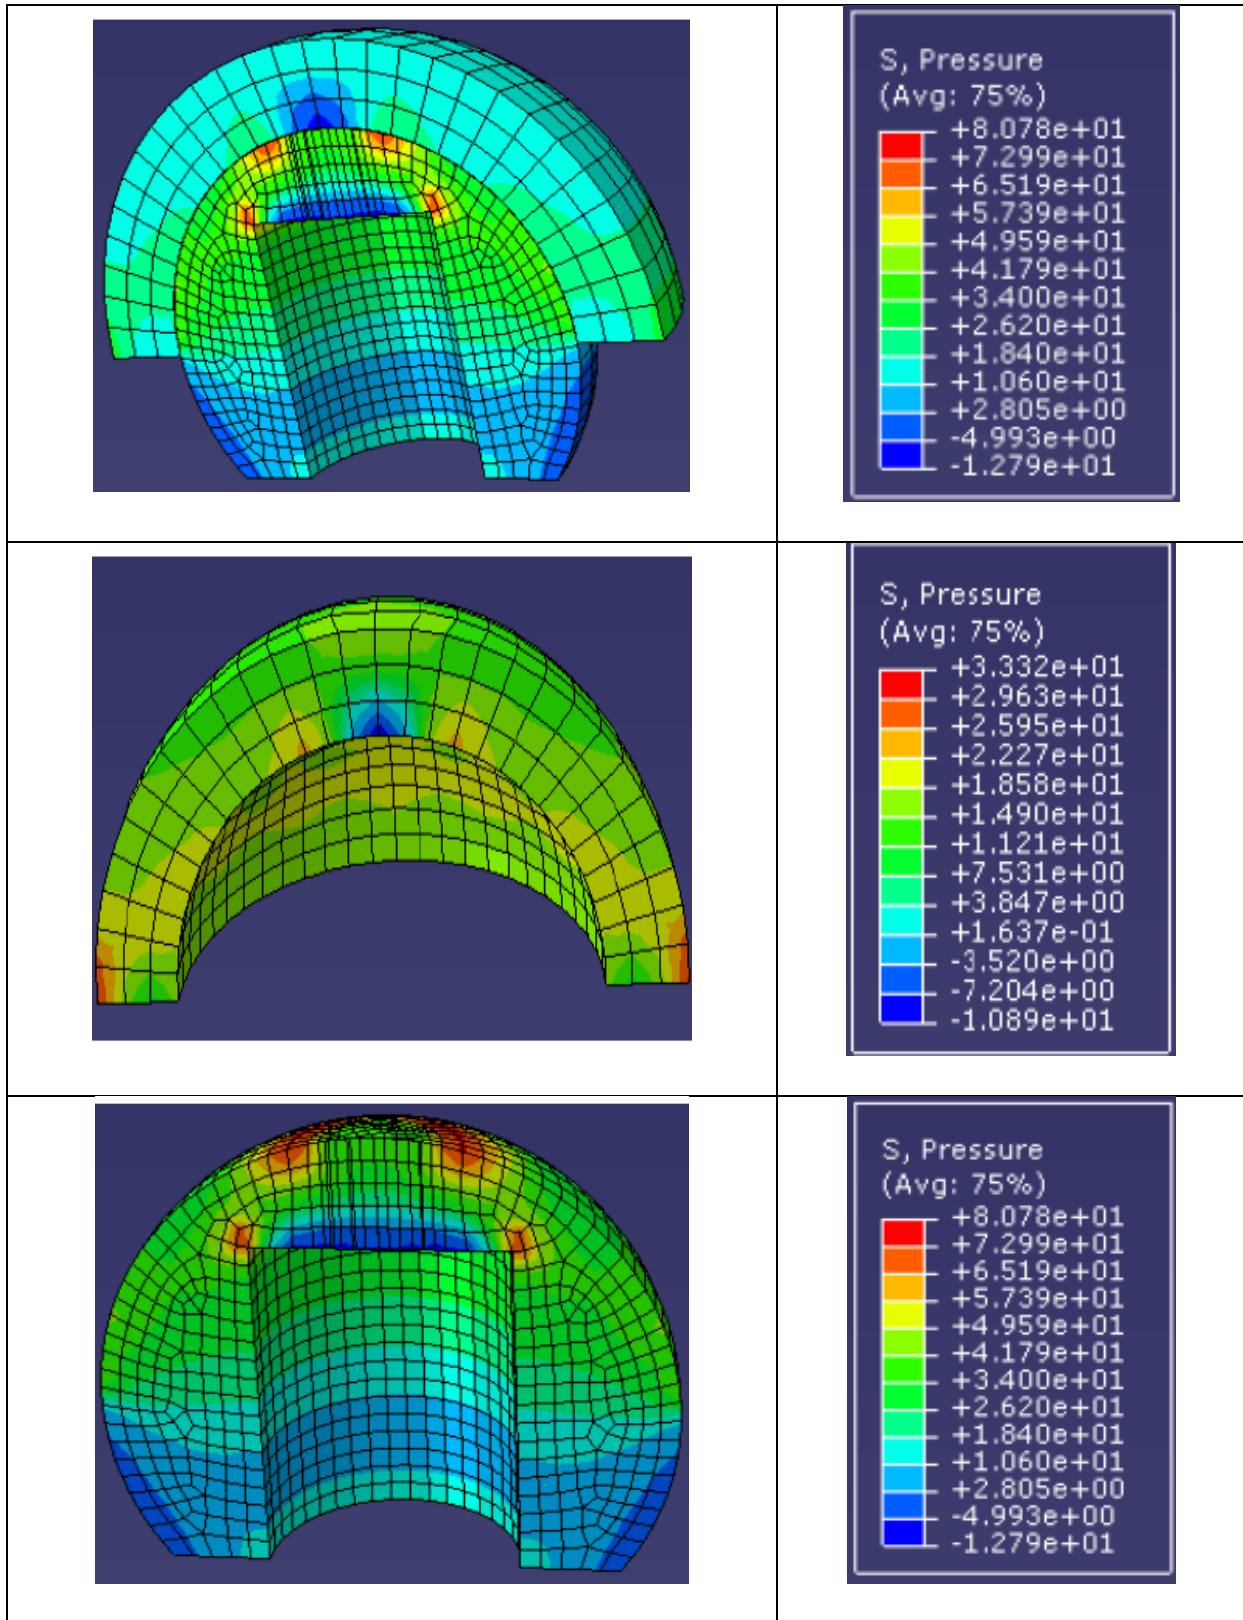 S, Pressure
(Avg: 75%)
+8.078e+01
+7.299e+01
+6.519e+01
+5.739e+01
+4.959e+01
+4.179e+01
+3.400e+01
+2.620e+01
+1.840e+01
+1.060e+01
+2.805e+00
-4.993e+00
-1.279e+01
S, Pressure
(Avg: 75%)
+3.332e+01
+2.963e+01
+2.595e+01
+2.227e+01
+1.858e+01
+1.490e+01
+1.121e+01
+7.531e+00
+3.847e+00
+1.637e-01
-3.520e+00
-7.204e+00
-1.089e+01
S, Pressure
(Avg: 75%)
+8.078e+01
+7.299e+01
+6.519e+01
+5.739e+01
+4.959e+01
+4.179e+01
+3.400e+01
+2.620e+01
+1.840e+01
+1.060e+01
+2.805e+00
-4.993e+00
-1.279e+01